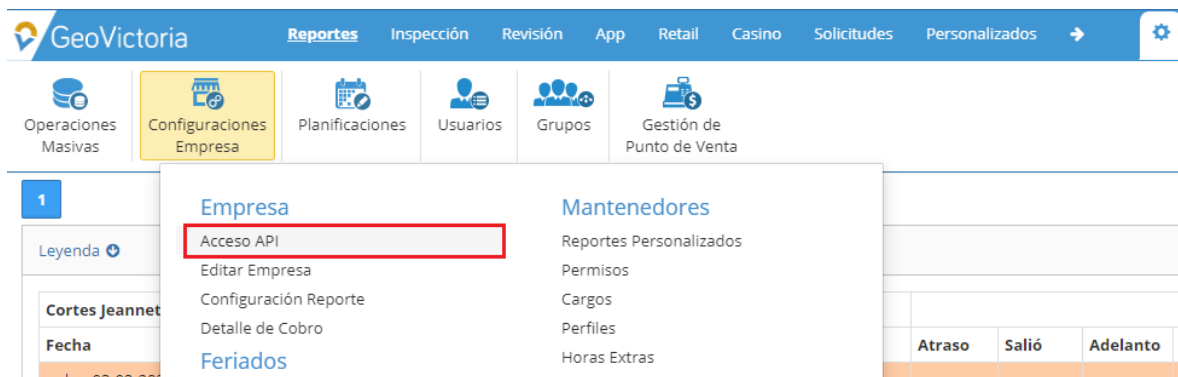 GeoVictoria
Reportes Inspección Revisión App Retail Casino Solicitudes Personalizados
Operaciones
Masivas
Configuraciones
Empresa
Planificaciones
Usuarios
Grupos
Gestión de
Punto de Venta
1
Leyenda
Empresa
Acceso API
Editar Empresa
Configuración Reporte
Detalle de Cobro
Feriados
Mantenedores
Reportes Personalizados
Permisos
Cargos
Perfiles
Horas Extras
Cortes Jeannet
Fecha Atraso Salió Adelanto